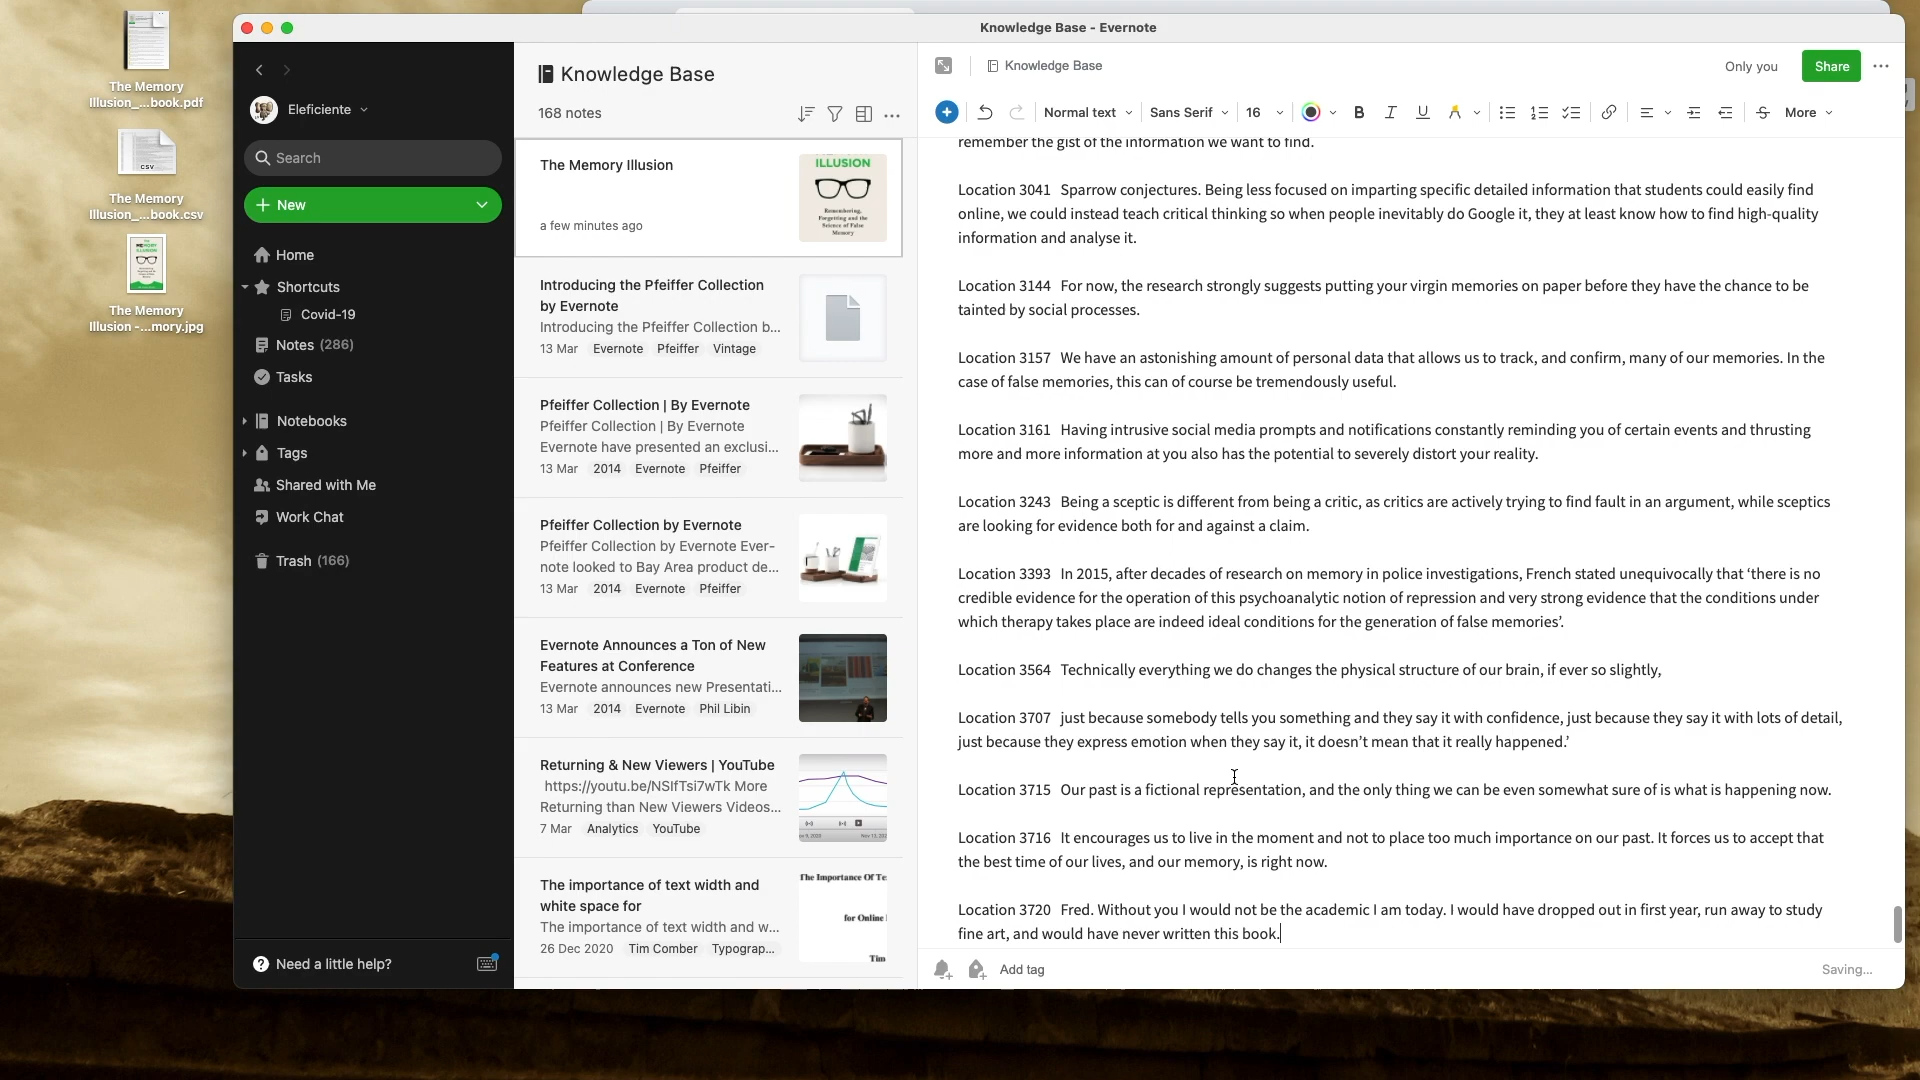 The Memory
Illusion_...book.pdf
CSV
The Memory
Illusion_...book.csv
The Memory
Illusion -...mory.jpg
Knowledge Base - Evernote
Eleficiente
Search
New
Home
Shortcuts
Covid-19
Notes (286)
Tasks
Notebooks
Tags
Shared with Me
Work Chat
Trash (166)
Need a little help?
Knowledge Base
168 notes
The Memory Illusion
a few minutes ago
ILLUSION
Remembering,
Forgetting and the
Science of False
Memory
Introducing the Pfeiffer Collection
by Evernote
Introducing the Pfeiffer Collection b...
13 Mar Evernote Pfeiffer Vintage
Pfeiffer Collection | By Evernote
Pfeiffer Collection | By Evernote
Evernote have presented an exclusi...
13 Mar 2014 Evernote Pfeiffer
Pfeiffer Collection by Evernote
Pfeiffer Collection by Evernote Ever-
note looked to Bay Area product de...
13 Mar 2014 Evernote Pfeiffer
Evernote Announces a Ton of New
Features at Conference
Evernote announces new Presentati...
13 Mar 2014 Evernote Phil Libin
Returning & New Viewers | YouTube
https://youtu.be/NSIfTsi7wTk More
Returning than New Viewers Videos...
7 Mar Analytics YouTube
The importance of text width and
white space for
The importance of text width and w...
26 Dec 2020 Tim Comber Typograp...
The Importance Of Te
for Online
Tim
Knowledge Base
Only you
Share
Normal text Sans Serif 16 B I U More
remember the gist of the information we want to find.
Location 3041 Sparrow conjectures. Being less focused on imparting specific detailed information that students could easily find
online, we could instead teach critical thinking so when people inevitably do Google it, they at least know how to find high-quality
information and analyse it.
Location 3144 For now, the research strongly suggests putting your virgin memories on paper before they have the chance to be
tainted by social processes.
Location 3157 We have an astonishing amount of personal data that allows us to track, and confirm, many of our memories. In the
case of false memories, this can of course be tremendously useful.
Location 3161 Having intrusive social media prompts and notifications constantly reminding you of certain events and thrusting
more and more information at you also has the potential to severely distort your reality.
Location 3243 Being a sceptic is different from being a critic, as critics are actively trying to find fault in an argument, while sceptics
are looking for evidence both for and against a claim.
Location 3393 In 2015, after decades of research on memory in police investigations, French stated unequivocally that ‘there is no
credible evidence for the operation of this psychoanalytic notion of repression and very strong evidence that the conditions under
which therapy takes place are indeed ideal conditions for the generation of false memories’.
Location 3564 Technically everything we do changes the physical structure of our brain, if ever so slightly,
Location 3707 just because somebody tells you something and they say it with confidence, just because they say it with lots of detail,
just because they express emotion when they say it, it doesn’t mean that it really happened.’
Location 3715 Our past is a fictional representation, and the only thing we can be even somewhat sure of is what is happening now.
Location 3716 It encourages us to live in the moment and not to place too much importance on our past. It forces us to accept that
the best time of our lives, and our memory, is right now.
Location 3720 Fred. Without you I would not be the academic I am today. I would have dropped out in first year, run away to study
fine art, and would have never written this book.
Add tag
Saving...